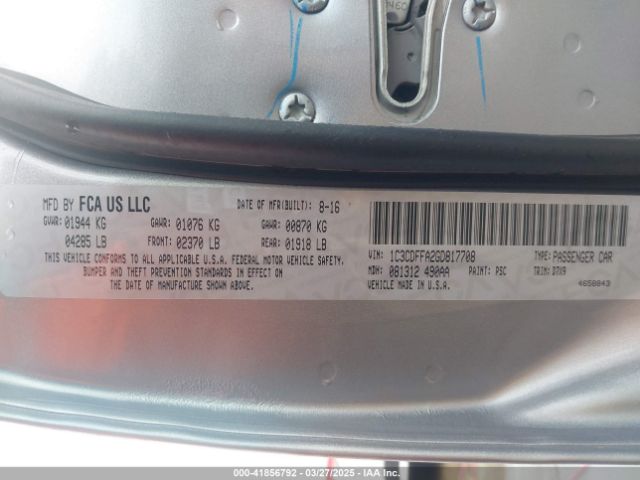 MFD BY FCA US LLC
DATE OF MFR(BUILT): 8-16
GVWR: 01944 KG
GAWR: 01076 KG
GAWR: 00870 KG
04285 LB
FRONT: 02370 LB
REAR: 01918 LB
THIS VEHICLE CONFORMS TO ALL APPLICABLE U.S.A. FEDERAL MOTOR VEHICLE SAFETY,
BUMPER AND THEFT PREVENTION STANDARDS IN EFFECT ON
THE DATE OF MANUFACTURE SHOWN ABOVE.
VIN: 1C3CDFFA2GD817708
TYPE: PASSENGER CAR
MDH: 081312 490AA
PAINT: PSC
TRIM: D7X9
VEHICLE MADE IN U.S.A.
4658843
000-41856792 — 03/27/2025 — IAA Inc.